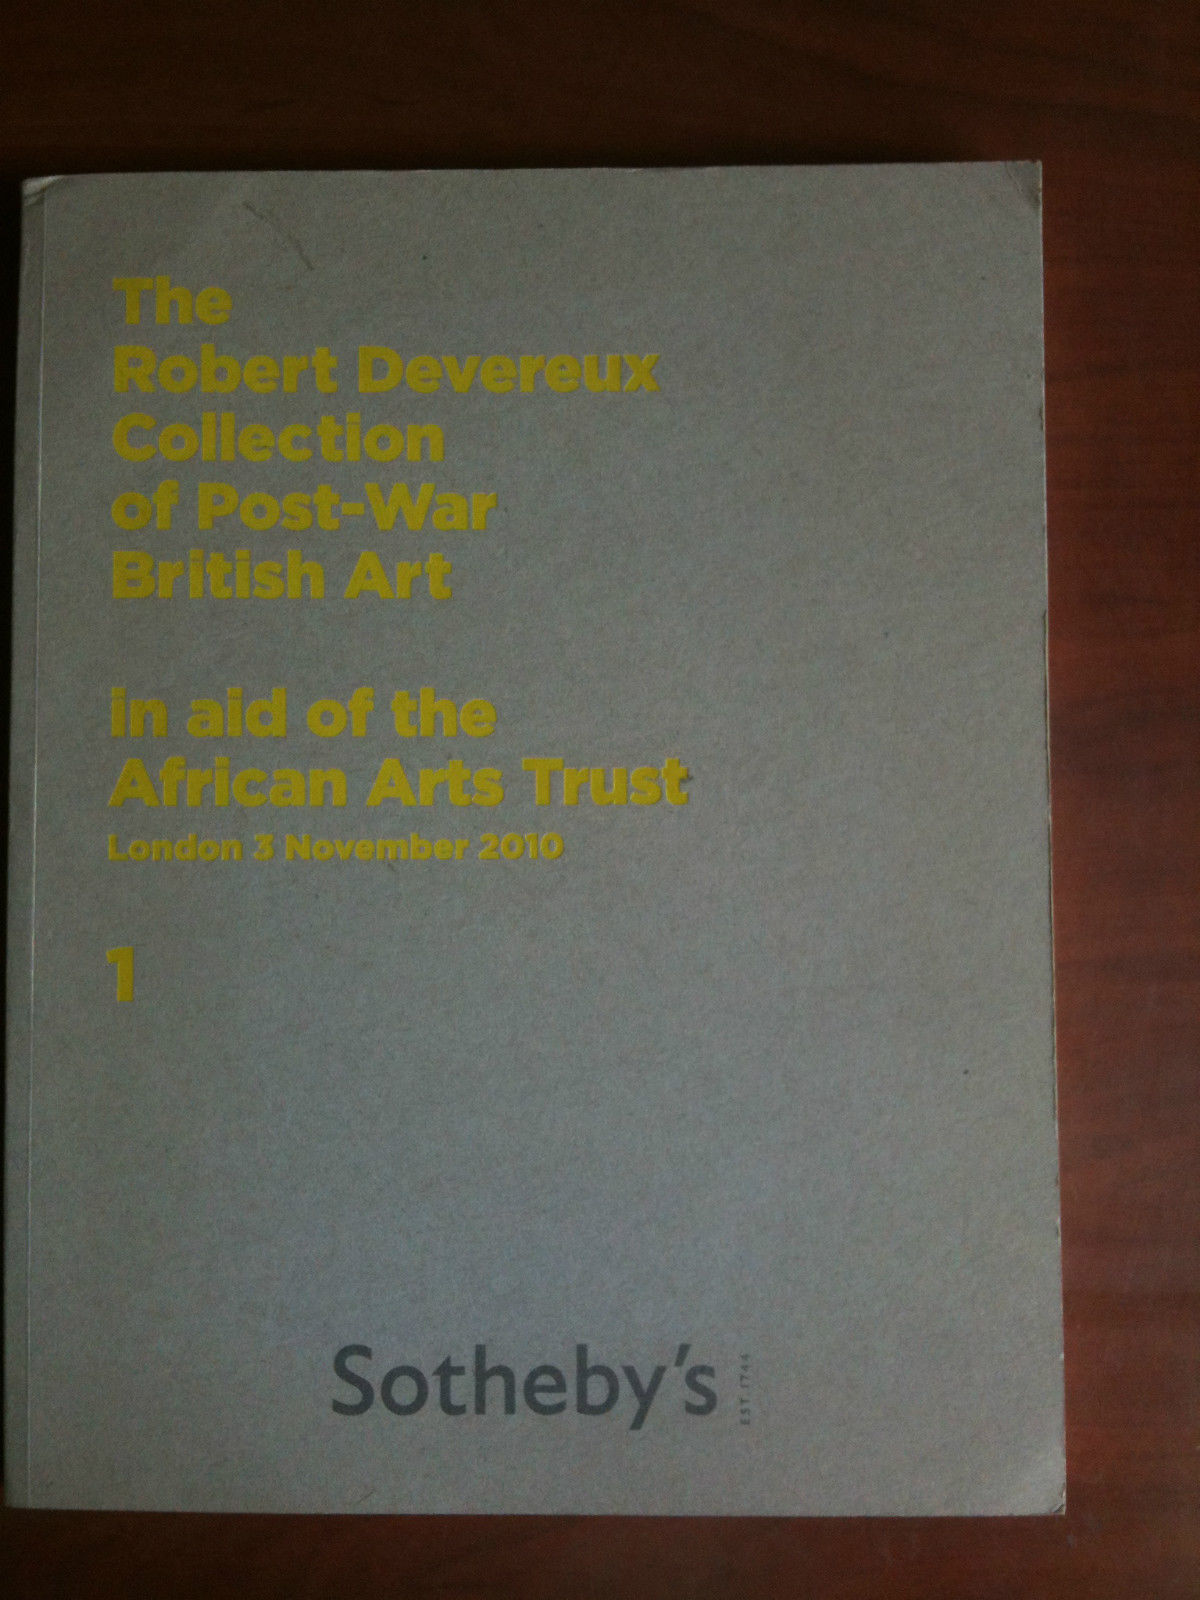 The
Robert Devereux
Collection
of Post-War
British Art
in aid of the
African Arts Trust
London 3 November 2010
1
Sotheby's
EST 1744